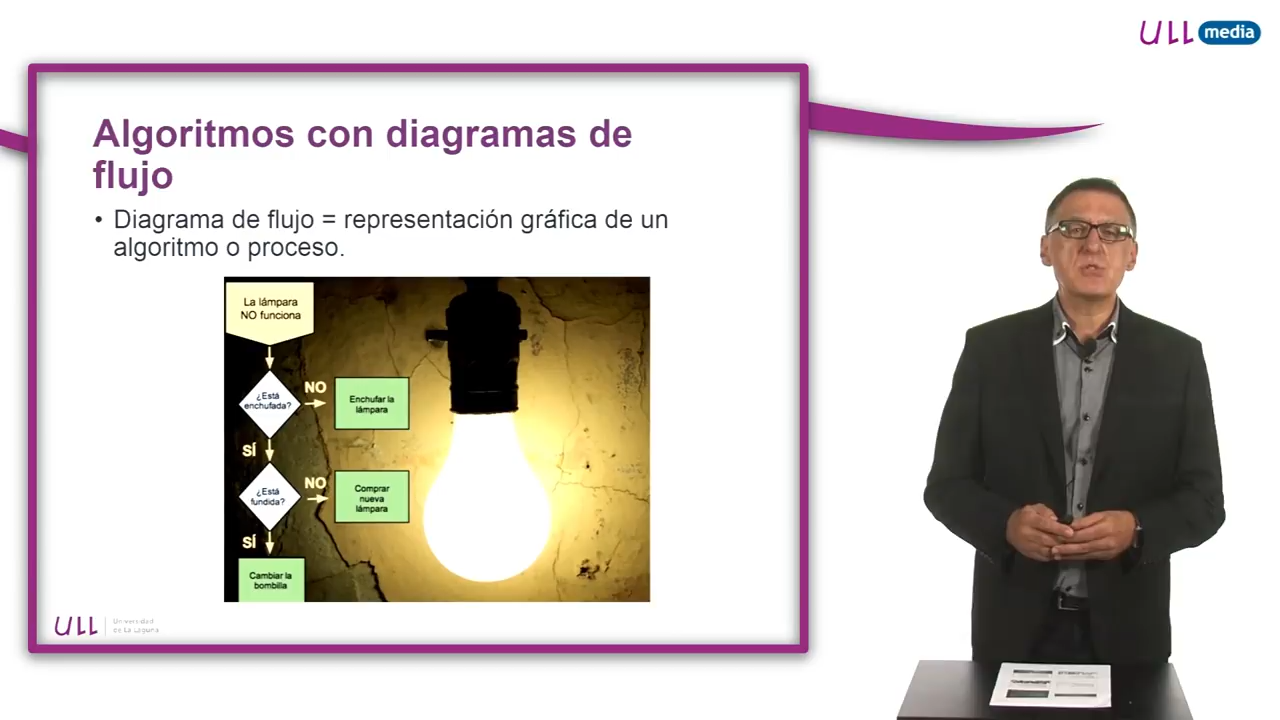 ULL media
Algoritmos con diagramas de
flujo
• Diagrama de flujo = representación gráfica de un
algoritmo o proceso.
La lámpara
NO funciona
¿Está
enchufada?
NO
Enchufar la
lámpara
SÍ
¿Está
fundida?
NO
Comprar
nueva
lámpara
SÍ
Cambiar la
bombilla
ULL
Universidad
de La Laguna